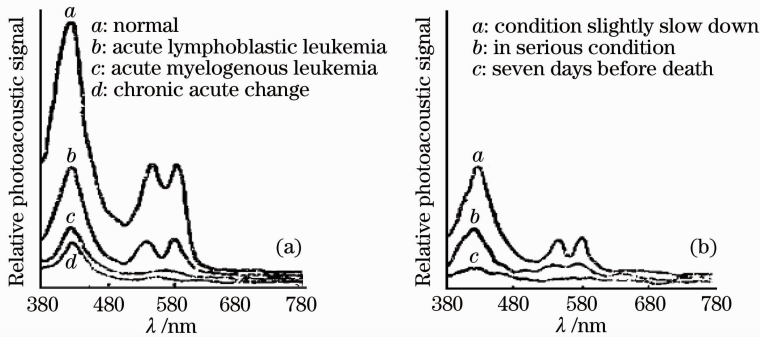 Relative photoacoustic signal
a
a: normal
b: acute lymphoblastic leukemia
c: acute myelogenous leukemia
d: chronic acute change
b
c
d
(a)
380 480 580 680 780
λ /nm
Relative photoacoustic signal
a: condition slightly slow down
b: in serious condition
c: seven days before death
a
b
c
(b)
380 480 580 680 780
λ /nm